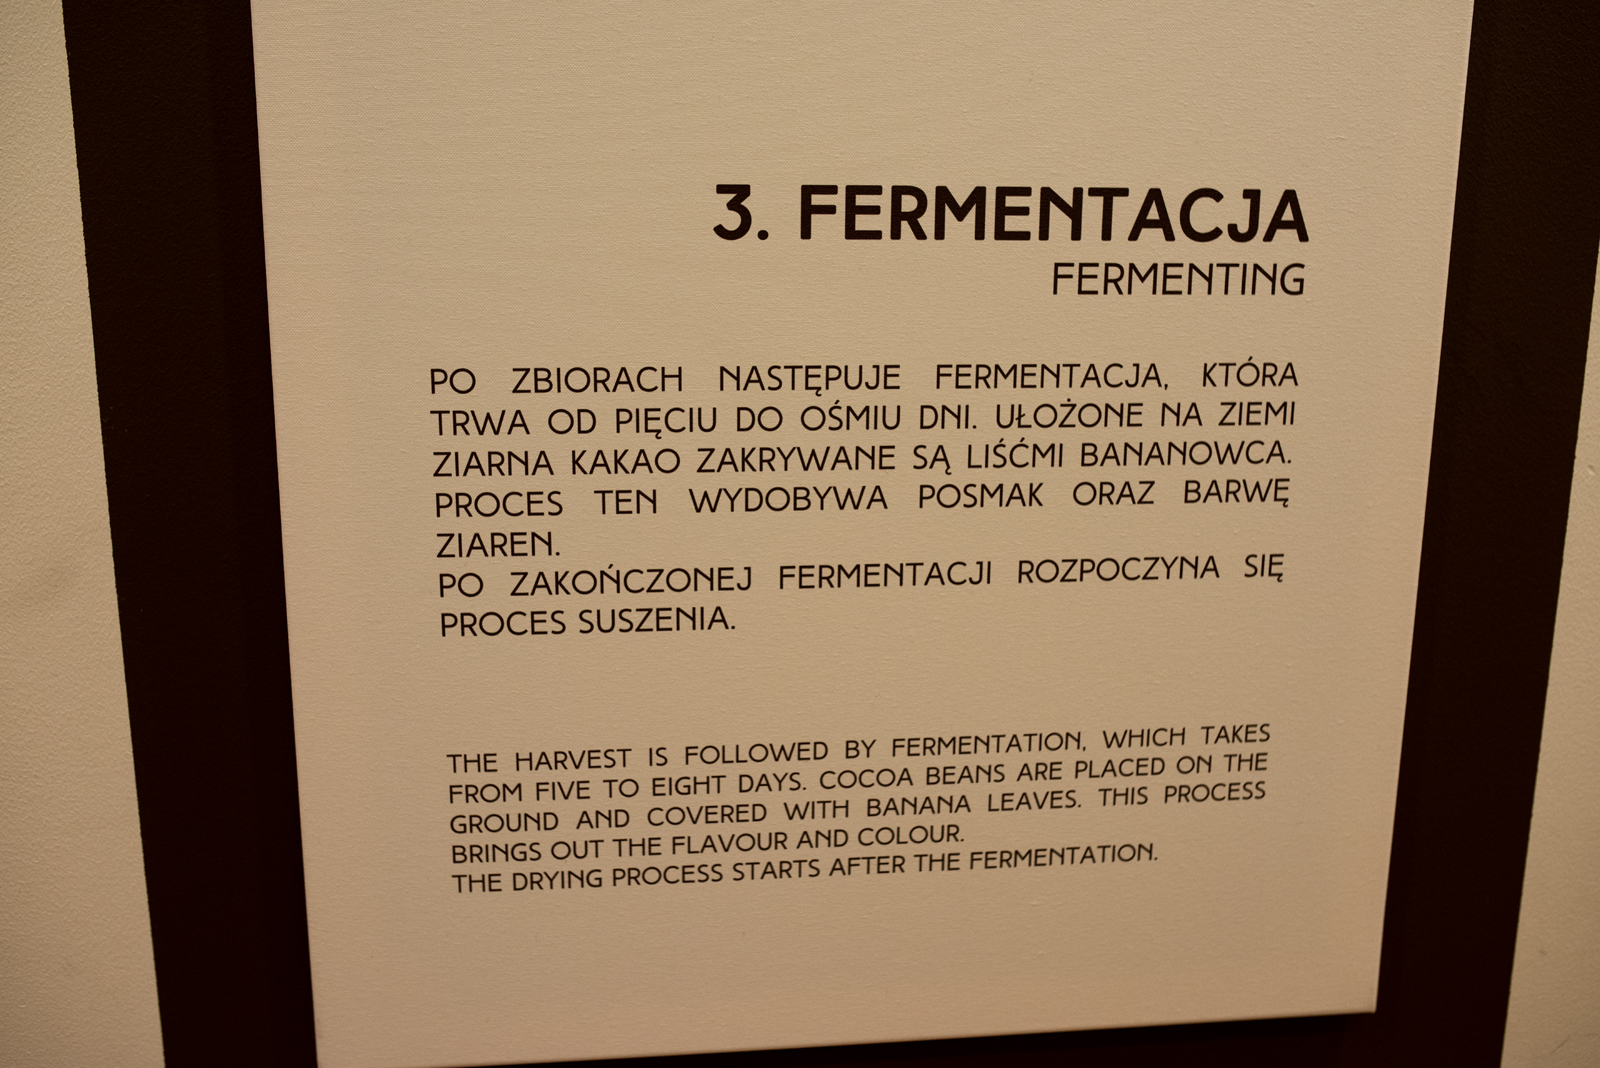 3. FERMENTACJA
FERMENTING
PO ZBIORACH NASTĘPUJE FERMENTACJA, KTÓRA
TRWA OD PIĘCIU DO OŚMIU DNI. UŁOŻONE NA ZIEMI
ZIARNA KAKAO ZAKRYWANE SĄ LIŚĆMI BANANOWCA.
PROCES TEN WYDOBYWA POSMAK ORAZ BARWĘ
ZIAREN.
PO ZAKOŃCZONEJ FERMENTACJI ROZPOCZYNA SIĘ
PROCES SUSZENIA.
THE HARVEST IS FOLLOWED BY FERMENTATION, WHICH TAKES
FROM FIVE TO EIGHT DAYS. COCOA BEANS ARE PLACED ON THE
GROUND AND COVERED WITH BANANA LEAVES. THIS PROCESS
BRINGS OUT THE FLAVOUR AND COLOUR.
THE DRYING PROCESS STARTS AFTER THE FERMENTATION.